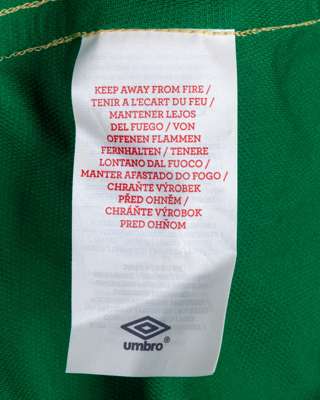 KEEP AWAY FROM FIRE /
TENIR A L'ECART DU FEU /
MANTENER LEJOS
DEL FUEGO / VON
OFFENEN FLAMMEN
FERNHALTEN / TENERE
LONTANO DAL FUOCO /
MANTER AFASTADO DO FOGO /
CHRAŇTE VÝROBEK
PŘED OHNĚM /
CHRÁŇTE VÝROBOK
PRED OHŇOM
umbro®